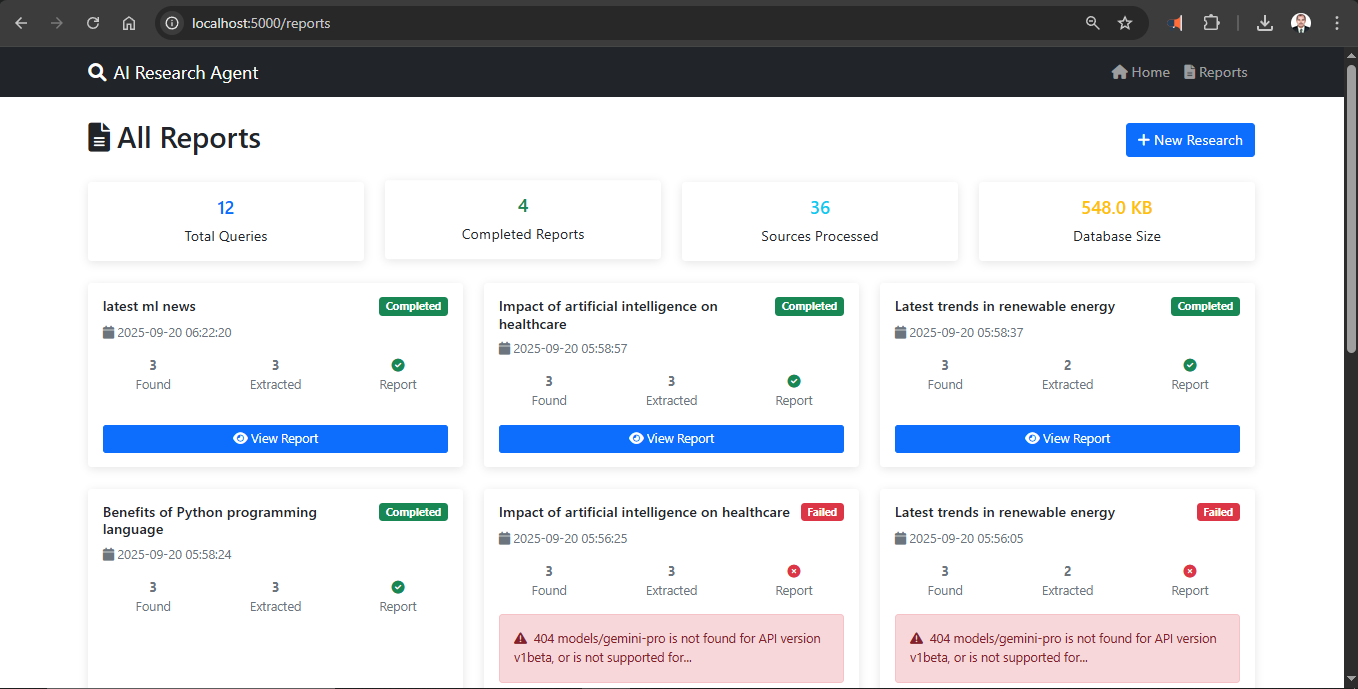 localhost:5000/reports
AI Research Agent
Home
Reports
All Reports
New Research
12
Total Queries
4
Completed Reports
36
Sources Processed
548.0 KB
Database Size
latest ml news
Completed
2025-09-20 06:22:20
3
Found
3
Extracted
Report
View Report
Impact of artificial intelligence on
healthcare
Completed
2025-09-20 05:58:57
3
Found
3
Extracted
Report
View Report
Latest trends in renewable energy
Completed
2025-09-20 05:58:37
3
Found
2
Extracted
Report
View Report
Benefits of Python programming
language
Completed
2025-09-20 05:58:24
3
Found
3
Extracted
Report
Impact of artificial intelligence on healthcare
Failed
2025-09-20 05:56:25
3
Found
3
Extracted
Report
404 models/gemini-pro is not found for API version
v1beta, or is not supported for...
Latest trends in renewable energy
Failed
2025-09-20 05:56:05
3
Found
2
Extracted
Report
404 models/gemini-pro is not found for API version
v1beta, or is not supported for...